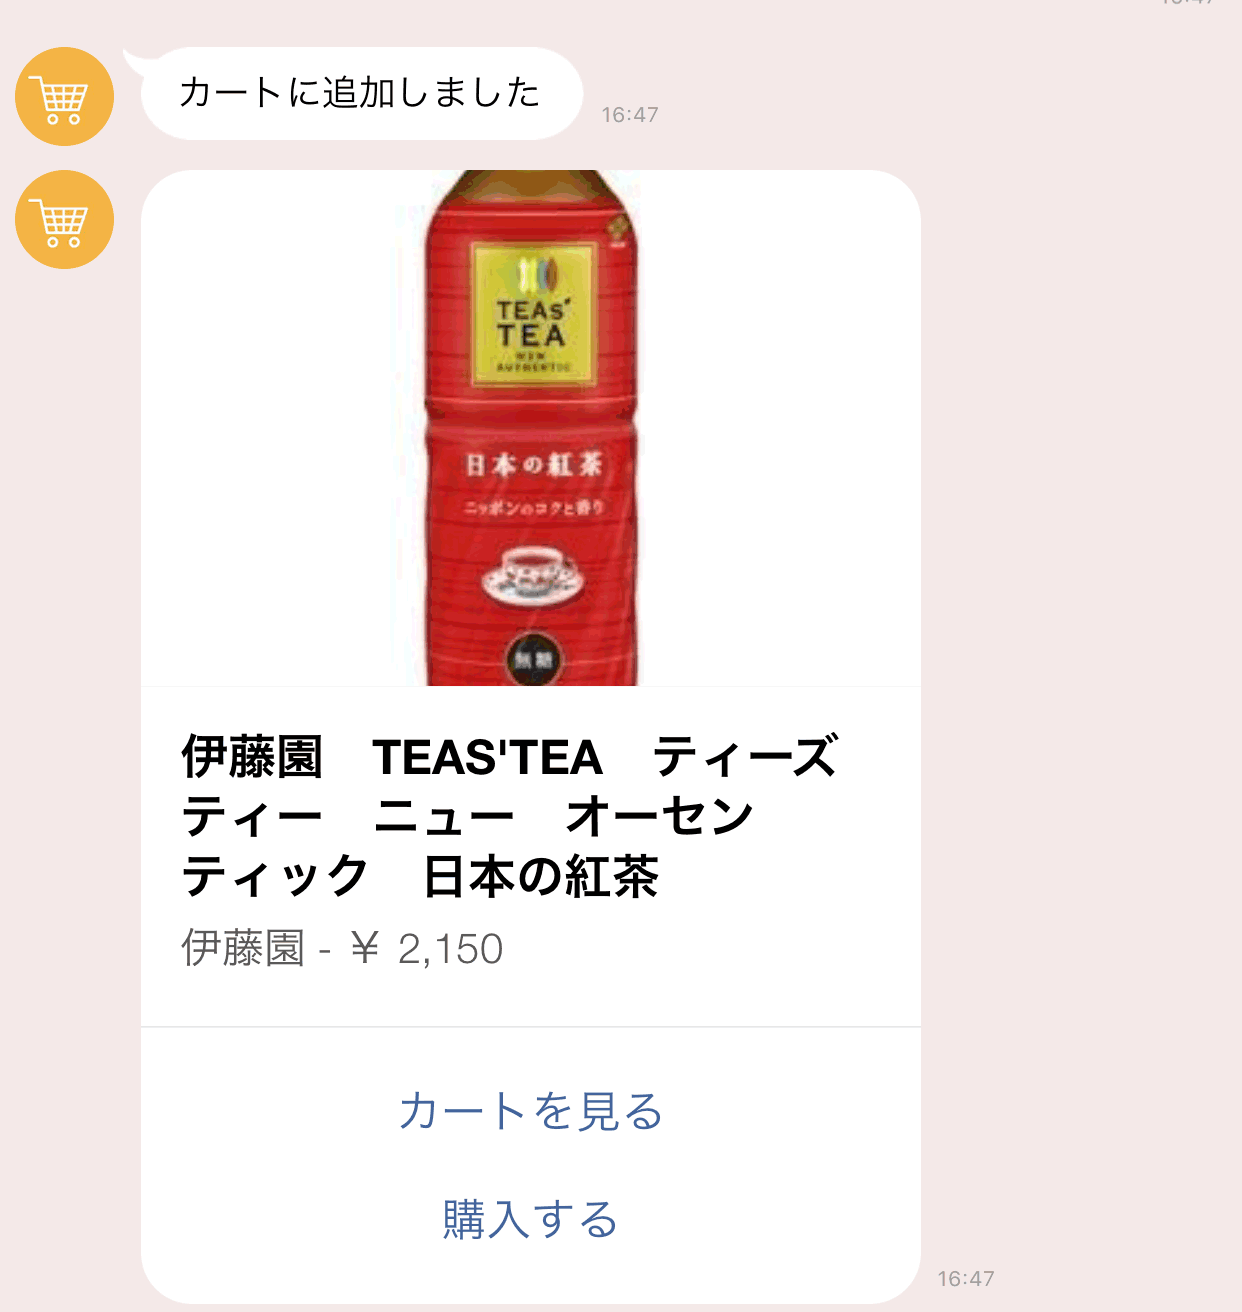 カートに追加しました
16:47
TEAS'
TEA
NEW
AUTHENTIC
日本の紅茶
ニッポンのコクと香り
無糖
伊藤園　TEAS'TEA　ティーズ
ティー　ニュー　オーセン
ティック　日本の紅茶
伊藤園 - ￥ 2,150
カートを見る
購入する
16:47